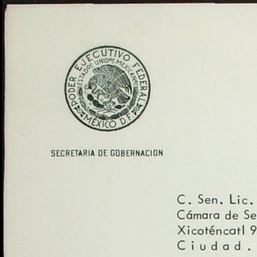 PODER EJECUTIVO FEDERAL
ESTADOS UNIDOS MEXICANOS
MEXICO D.F.
SECRETARIA DE GOBERNACION
C. Sen. Lic.
Cámara de Se
Xicoténcatl 9
Ciudad.